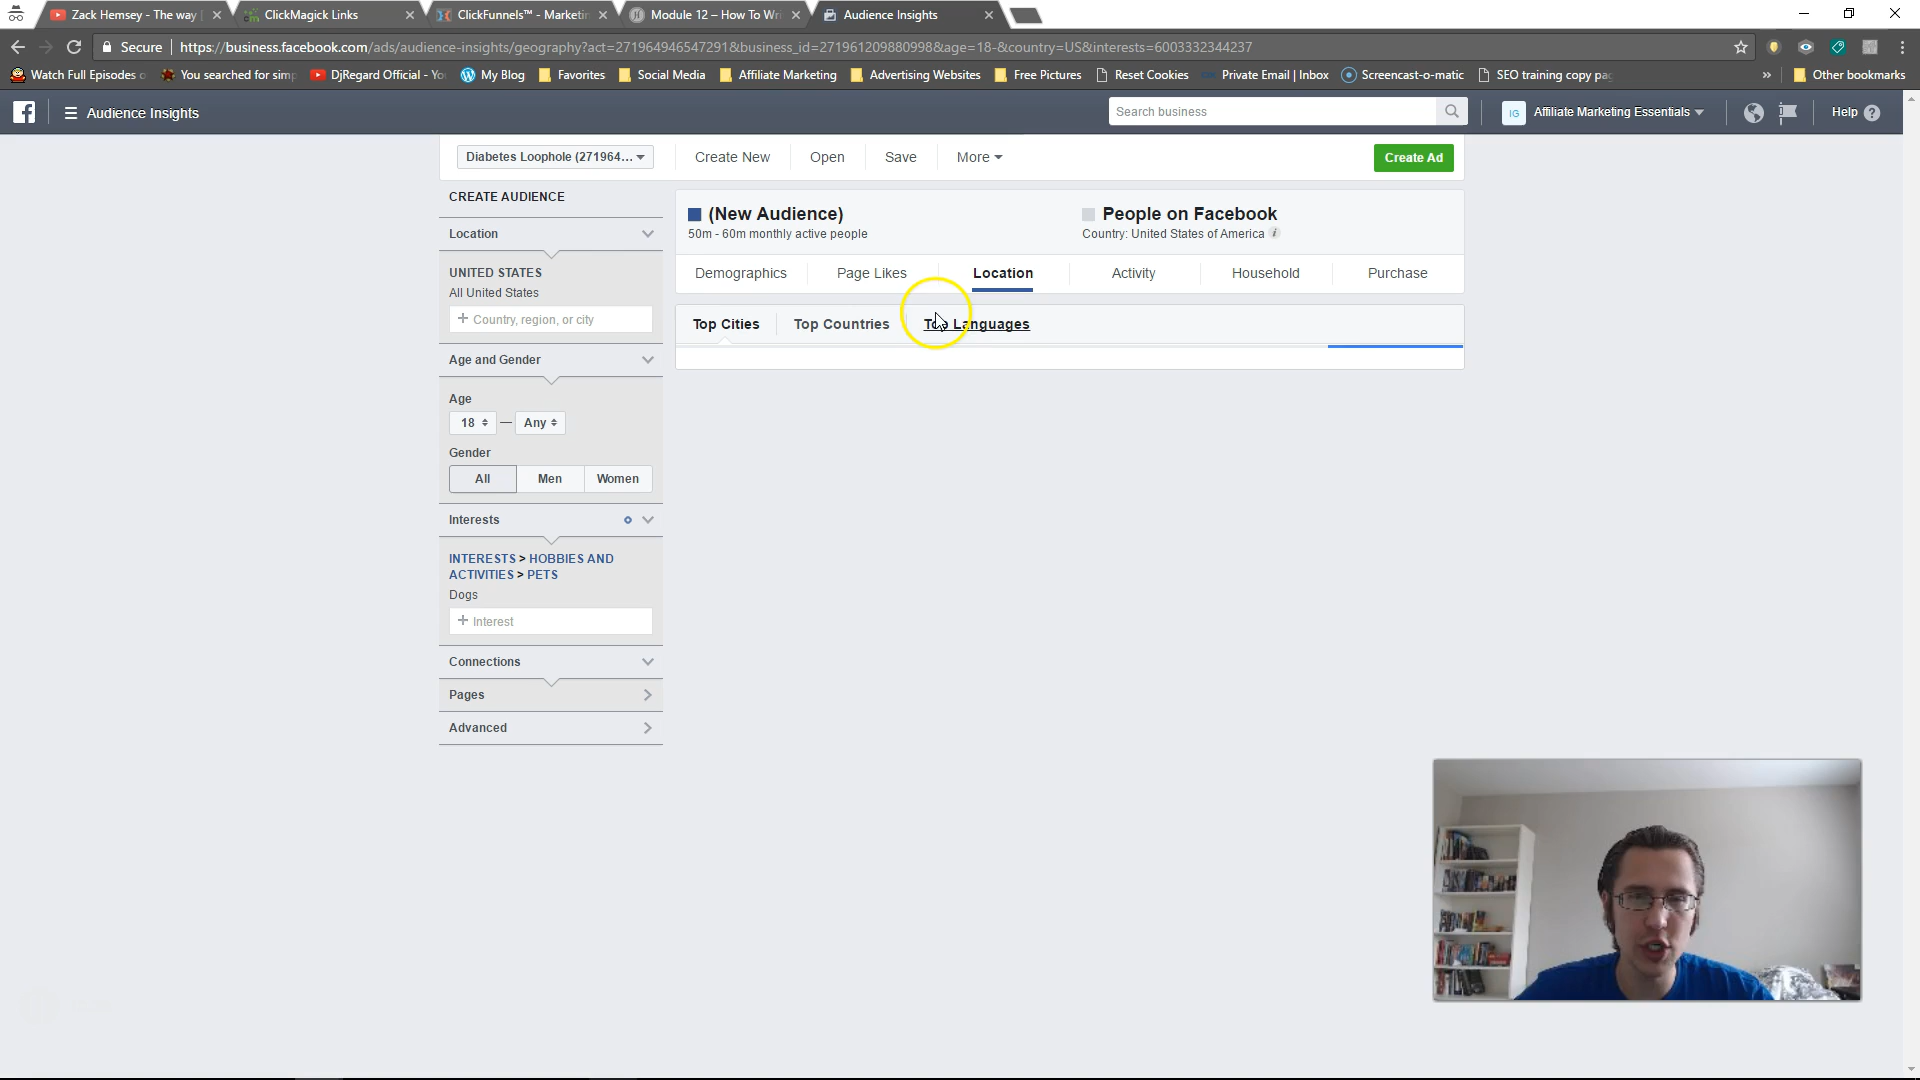 Zack Hemsey - The way
ClickMagick Links
ClickFunnels™ - Marketin
Module 12 – How To Wri
Audience Insights
Secure
https://business.facebook.com/ads/audience-insights/geography?act=271964946547291&business_id=271961209880998&age=18-&country=US&interests=6003332344237
Watch Full Episodes o
You searched for simp
DjRegard Official - Yo
My Blog
Favorites
Social Media
Affiliate Marketing
Advertising Websites
Free Pictures
Reset Cookies
Private Email | Inbox
Screencast-o-matic
SEO training copy pag
»
Other bookmarks
Audience Insights
Search business
IG
Affiliate Marketing Essentials
Help ?
Diabetes Loophole (271964...
Create New
Open
Save
More
Create Ad
CREATE AUDIENCE
Location
UNITED STATES
All United States
+ Country, region, or city
Age and Gender
Age
18 — Any
Gender
All Men Women
Interests
INTERESTS > HOBBIES AND
ACTIVITIES > PETS
Dogs
+ Interest
Connections
Pages
Advanced
(New Audience)
50m - 60m monthly active people
People on Facebook
Country: United States of America i
Demographics
Page Likes
Location
Activity
Household
Purchase
Top Cities
Top Countries
Top Languages